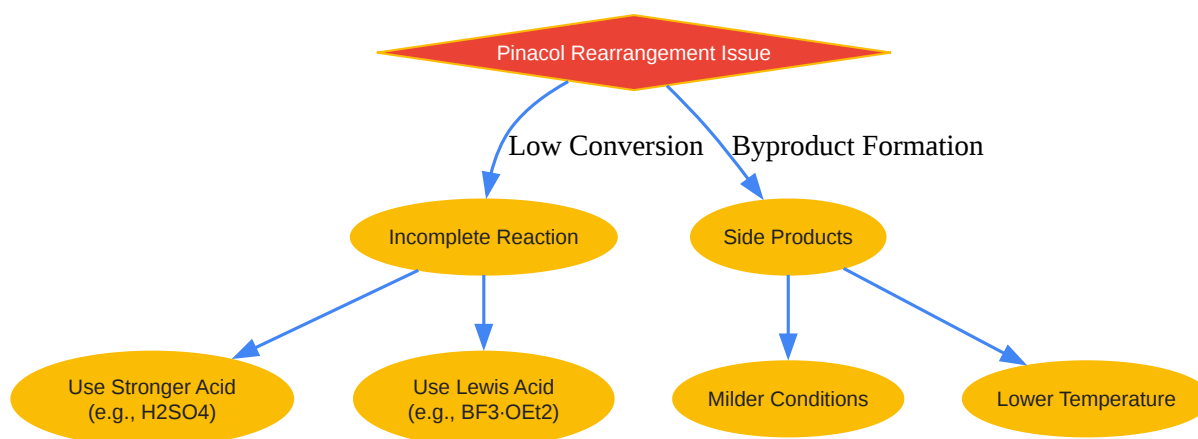 Pinacol Rearrangement Issue
Low Conversion
Byproduct Formation
Incomplete Reaction
Side Products
Use Stronger Acid
(e.g., H2SO4)
Use Lewis Acid
(e.g., BF3·OEt2)
Milder Conditions
Lower Temperature